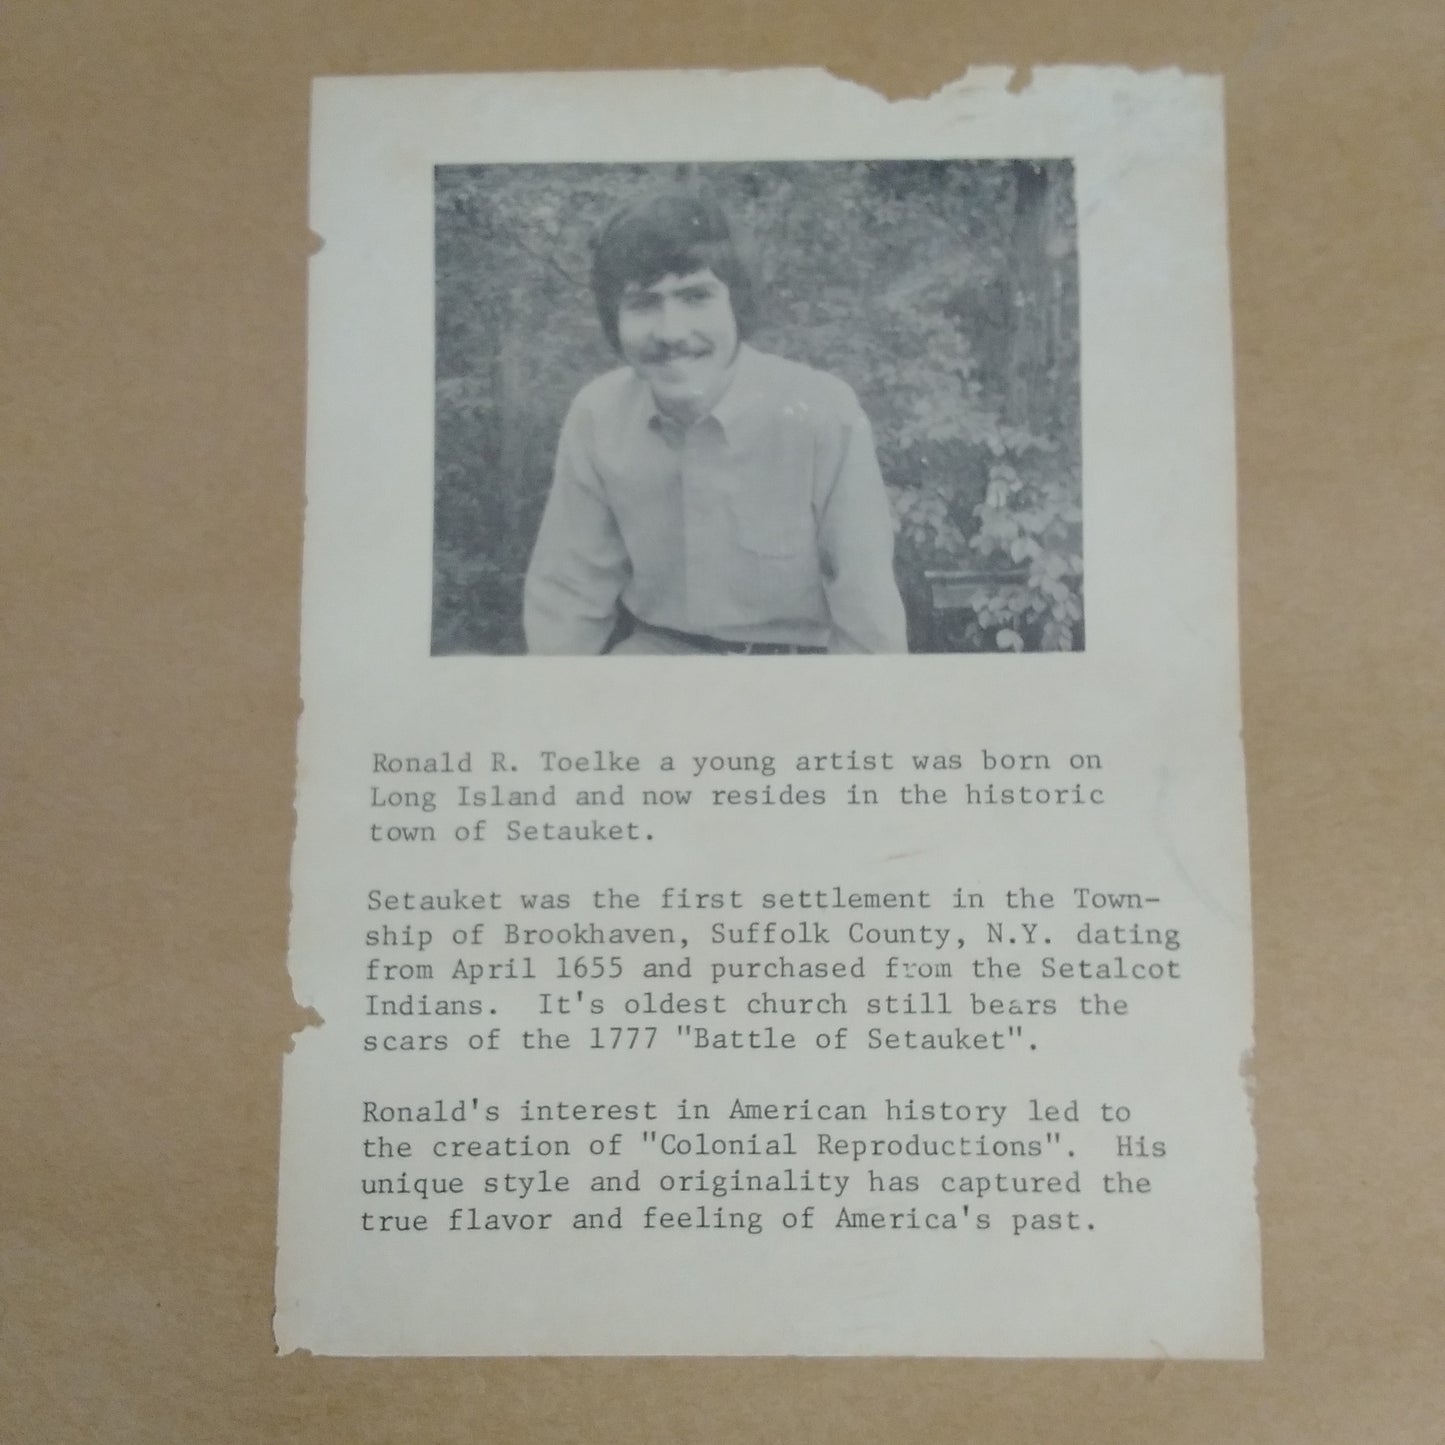 Ronald R. Toelke a young artist was born on
Long Island and now resides in the historic
town of Setauket.
Setauket was the first settlement in the Town-
ship of Brookhaven, Suffolk County, N.Y. dating
from April 1655 and purchased from the Setalcot
Indians.  It's oldest church still bears the
scars of the 1777 "Battle of Setauket".
Ronald's interest in American history led to
the creation of "Colonial Reproductions".  His
unique style and originality has captured the
true flavor and feeling of America's past.